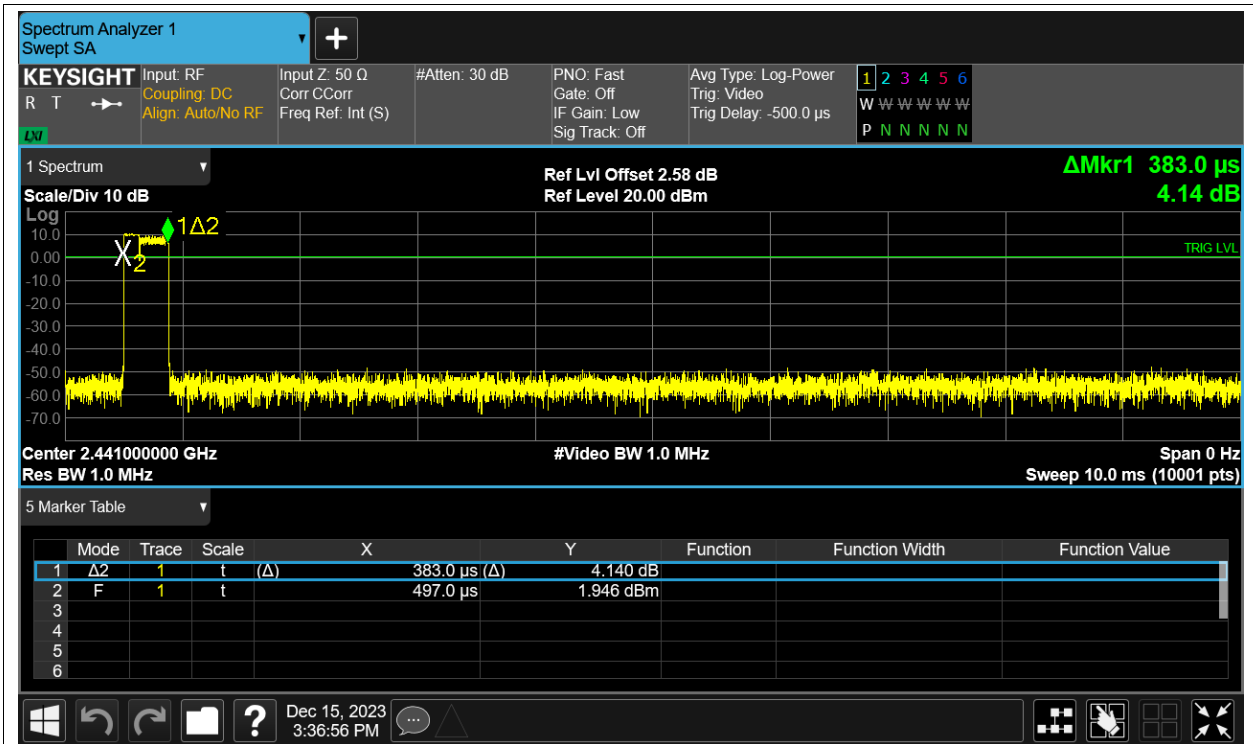 Spectrum Analyzer 1
Swept SA
KEYSIGHT Input: RF Input Z: 50 Ω #Atten: 30 dB PNO: Fast Avg Type: Log-Power 1 2 3 4 5 6
R T Coupling: DC Corr CCorr Gate: Off Trig: Video W W W W W W
Align: Auto/No RF Freq Ref: Int (S) IF Gain: Low Trig Delay: -500.0 µs
LXI Sig Track: Off P N N N N N
1 Spectrum Ref Lvl Offset 2.58 dB ΔMkr1 383.0 µs
Scale/Div 10 dB Ref Level 20.00 dBm 4.14 dB
Log
10.0 1Δ2
0.00 X 2 TRIG LVL
-10.0
-20.0
-30.0
-40.0
-50.0
-60.0
-70.0
Center 2.441000000 GHz #Video BW 1.0 MHz Span 0 Hz
Res BW 1.0 MHz Sweep 10.0 ms (10001 pts)
5 Marker Table
Mode Trace Scale X Y Function Function Width Function Value
1 Δ2 1 t (Δ) 383.0 µs (Δ) 4.140 dB
2 F 1 t 497.0 µs 1.946 dBm
3
4
5
6
? Dec 15, 2023
3:36:56 PM